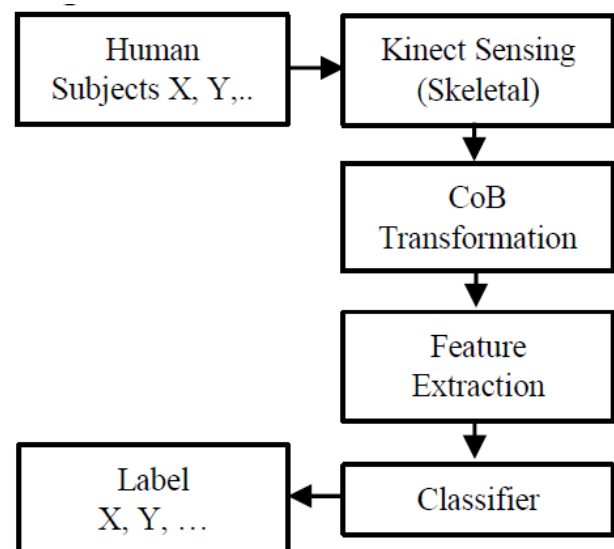 Human
Subjects X, Y,..
Kinect Sensing
(Skeletal)
CoB
Transformation
Feature
Extraction
Classifier
Label
X, Y, …